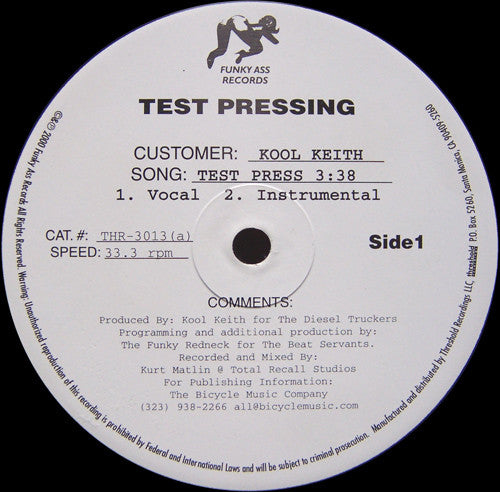 FUNKY ASS
RECORDS
TEST PRESSING
CUSTOMER: KOOL KEITH
SONG: TEST PRESS 3:38
1. Vocal 2. Instrumental
CAT. #: THR-3013(a)
SPEED: 33.3 rpm
Side1
COMMENTS:
Produced By: Kool Keith for The Diesel Truckers
Programming and additional production by:
The Funky Redneck for The Beat Servants.
Recorded and Mixed By:
Kurt Matlin @ Total Recall Studios
For Publishing Information:
The Bicycle Music Company
(323) 938-2266 all@bicyclemusic.com
©℗ 2000 Funky Ass Records All Rights Reserved. Warning: Unauthorized reproduction of this recording is prohibited by Federal and International Laws and will be subject to criminal prosecution. Manufactured and distributed by Threshold Recordings LLC, threshold P.O. Box 5260, Santa Monica, CA 90409-5260